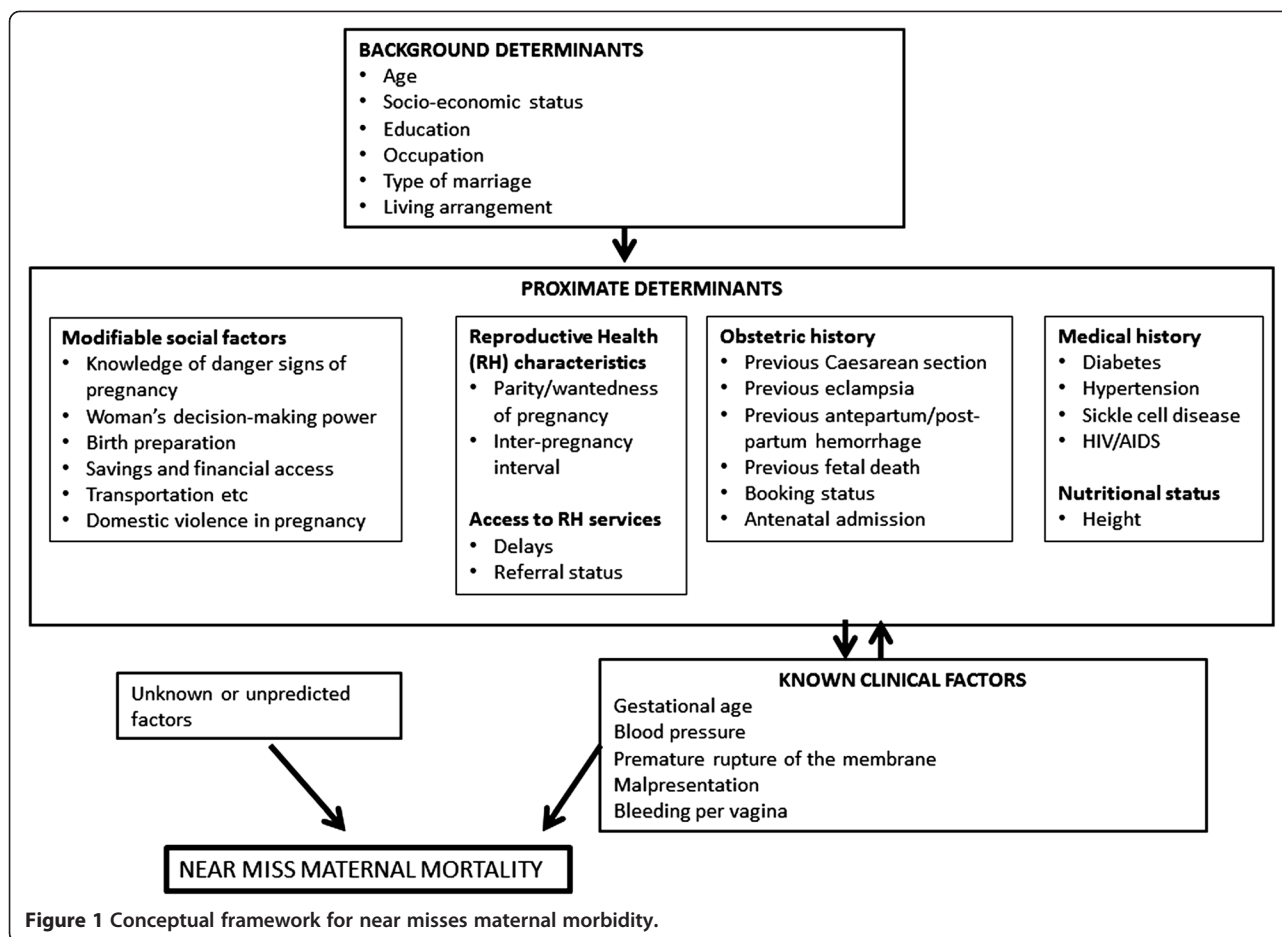 BACKGROUND DETERMINANTS
• Age
• Socio-economic status
• Education
• Occupation
• Type of marriage
• Living arrangement
PROXIMATE DETERMINANTS
Modifiable social factors
• Knowledge of danger signs of
pregnancy
• Woman's decision-making power
• Birth preparation
• Savings and financial access
• Transportation etc
• Domestic violence in pregnancy
Reproductive Health
(RH) characteristics
• Parity/wantedness
of pregnancy
• Inter-pregnancy
interval
Access to RH services
• Delays
• Referral status
Obstetric history
• Previous Caesarean section
• Previous eclampsia
• Previous antepartum/post-
partum hemorrhage
• Previous fetal death
• Booking status
• Antenatal admission
Medical history
• Diabetes
• Hypertension
• Sickle cell disease
• HIV/AIDS
Nutritional status
• Height
Unknown or unpredicted
factors
KNOWN CLINICAL FACTORS
Gestational age
Blood pressure
Premature rupture of the membrane
Malpresentation
Bleeding per vagina
NEAR MISS MATERNAL MORTALITY
Figure 1 Conceptual framework for near misses maternal morbidity.